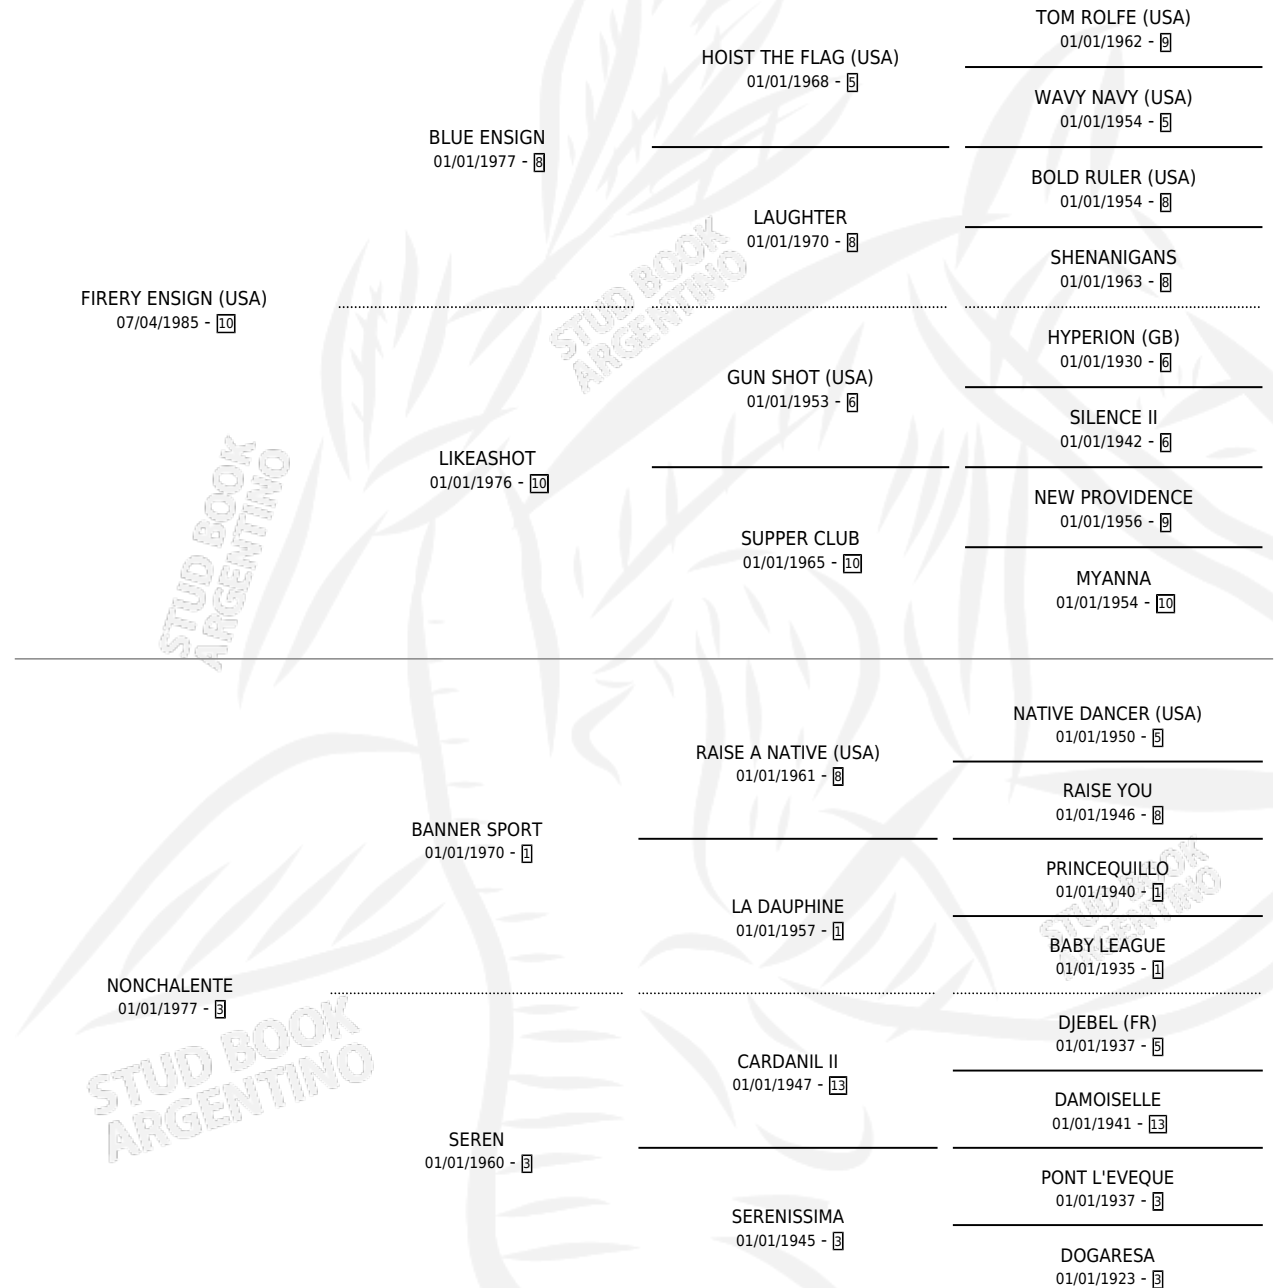 TOM ROLFE (USA)
01/01/1962 - 9
HOIST THE FLAG (USA)
01/01/1968 - 5
WAVY NAVY (USA)
01/01/1954 - 5
BLUE ENSIGN
01/01/1977 - 8
BOLD RULER (USA)
01/01/1954 - 8
LAUGHTER
01/01/1970 - 8
SHENANIGANS
01/01/1963 - 8
FIRERY ENSIGN (USA)
07/04/1985 - 10
HYPERION (GB)
01/01/1930 - 6
GUN SHOT (USA)
01/01/1953 - 6
SILENCE II
01/01/1942 - 6
LIKEASHOT
01/01/1976 - 10
NEW PROVIDENCE
01/01/1956 - 9
SUPPER CLUB
01/01/1965 - 10
MYANNA
01/01/1954 - 10
NATIVE DANCER (USA)
01/01/1950 - 5
RAISE A NATIVE (USA)
01/01/1961 - 8
RAISE YOU
01/01/1946 - 8
BANNER SPORT
01/01/1970 - 1
PRINCEQUILLO
01/01/1940 - 1
LA DAUPHINE
01/01/1957 - 1
BABY LEAGUE
01/01/1935 - 1
NONCHALENTE
01/01/1977 - 3
DJEBEL (FR)
01/01/1937 - 5
CARDANIL II
01/01/1947 - 13
DAMOISELLE
01/01/1941 - 13
SEREN
01/01/1960 - 3
PONT L'EVEQUE
01/01/1937 - 3
SERENISSIMA
01/01/1945 - 3
DOGARESA
01/01/1923 - 3
STUD BOOK
ARGENTINO
STUD BOOK
ARGENTINO
STUD BOOK
ARGENTINO
STUD BOOK
ARGENTINO